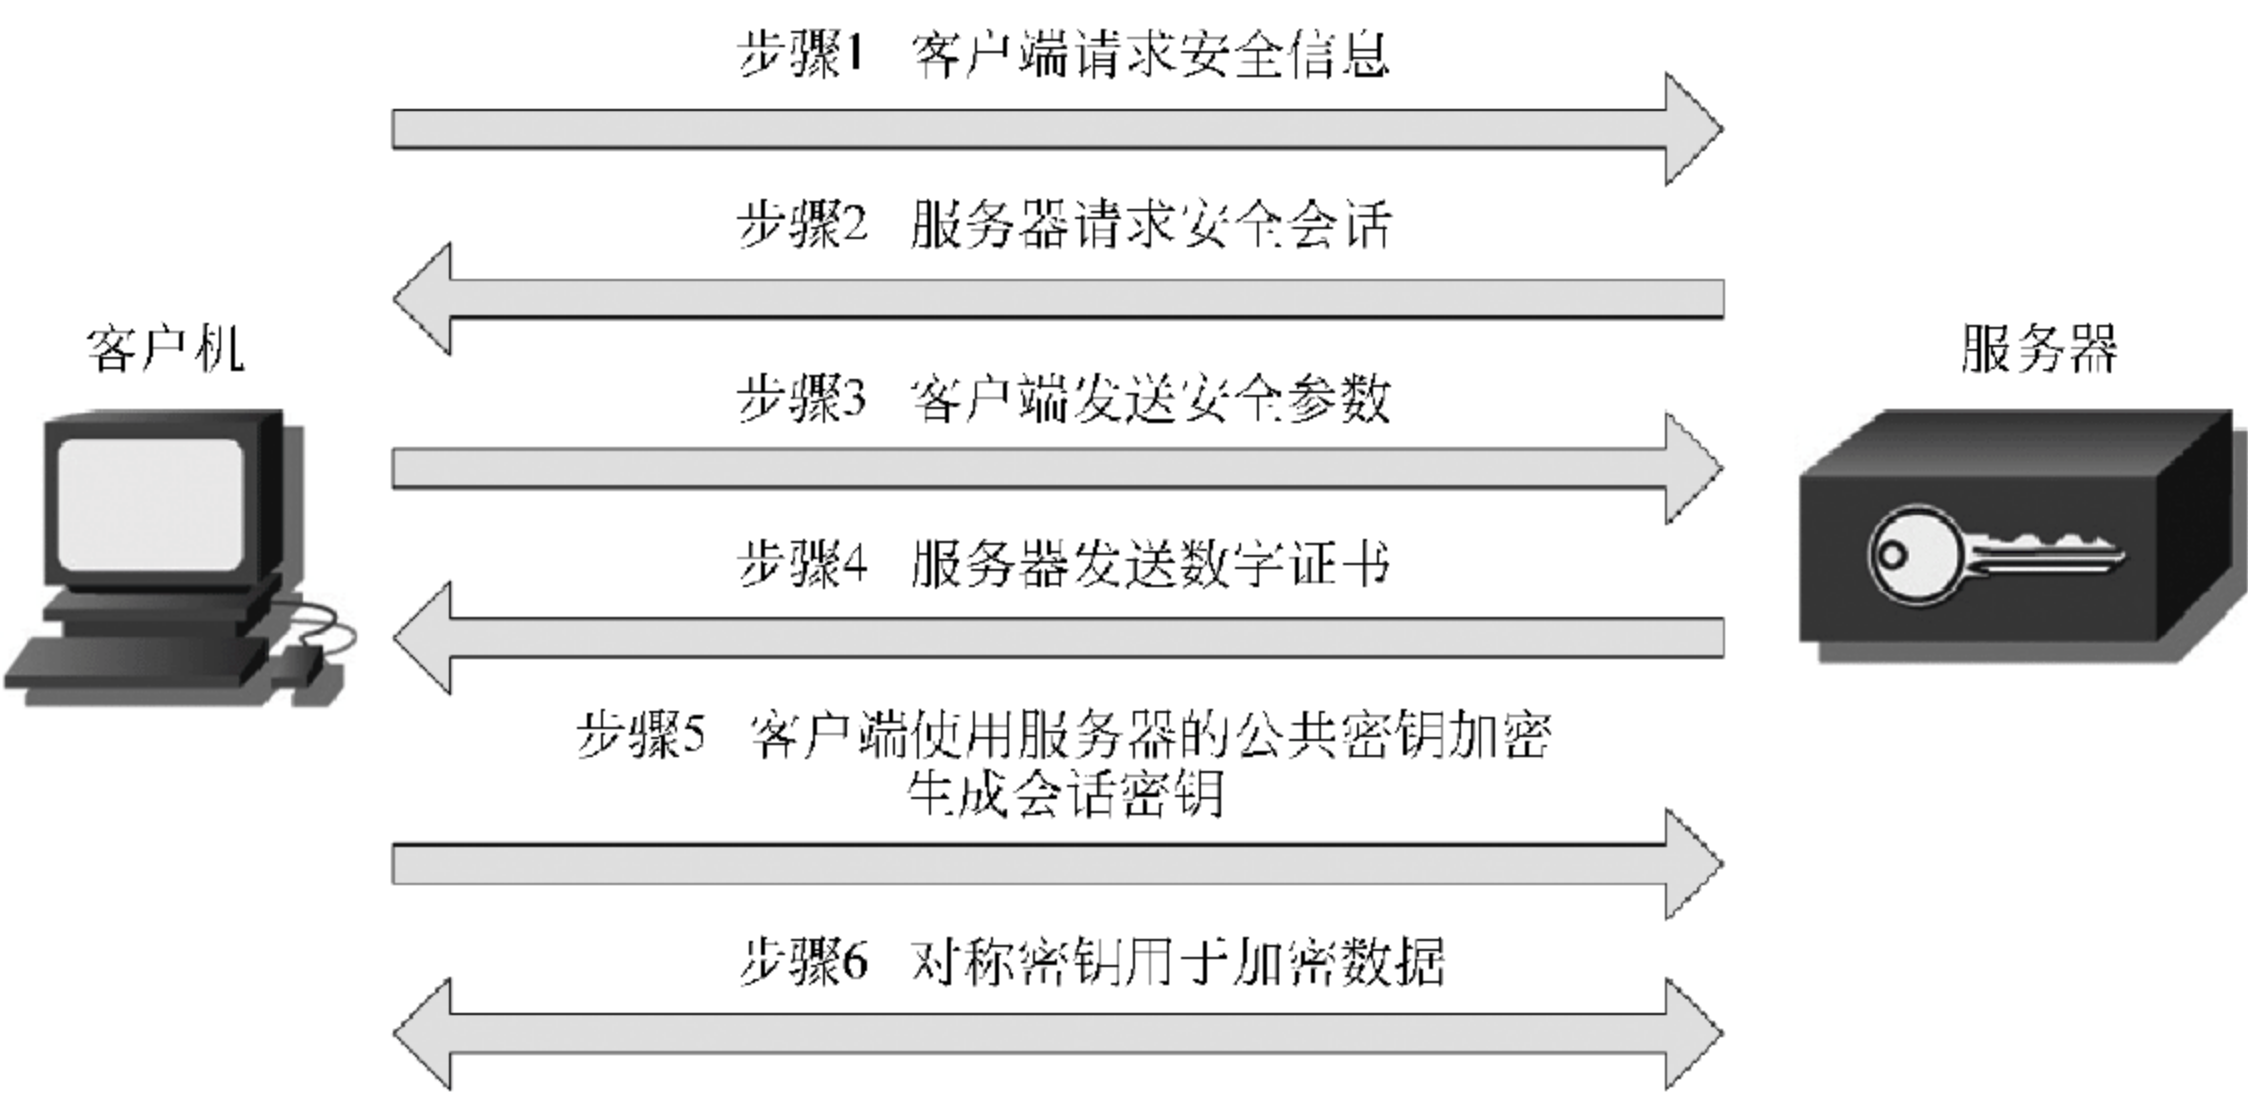 步骤1 客户端请求安全信息
步骤2 服务器请求安全会话
客户机
服务器
步骤3 客户端发送安全参数
步骤4 服务器发送数字证书
步骤5 客户端使用服务器的公共密钥加密
生成会话密钥
步骤6 对称密钥用于加密数据